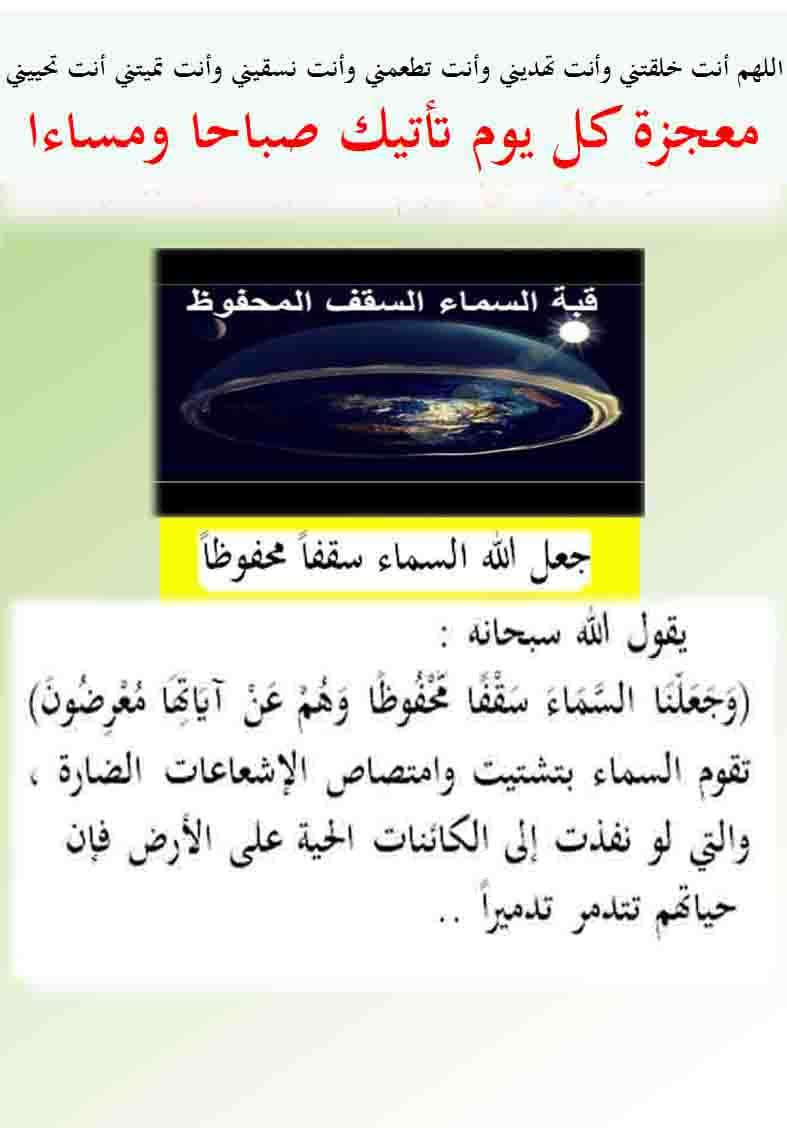 اللهم أنت خلقتني وأنت تهديني وأنت تطعمني وأنت نسقيني وأنت تميتني أنت تحييني
معجزة كل يوم تأتيك صباحا ومساءا
قبة السماء السقف المحفوظ
جعل الله السماء سقفاً محفوظاً
يقول الله سبحانه :
(وَجَعَلْنَا السَّمَاءَ سَقْفًا مَّحْفُوظًا وَهُمْ عَنْ آيَاتِهَا مُعْرِضُونَ)
تقوم السماء بتشتيت وامتصاص الإشعاعات الضارة ،
والتي لو نفذت إلى الكائنات الحية على الأرض فإن
حياتهم تتدمر تدميراً ..